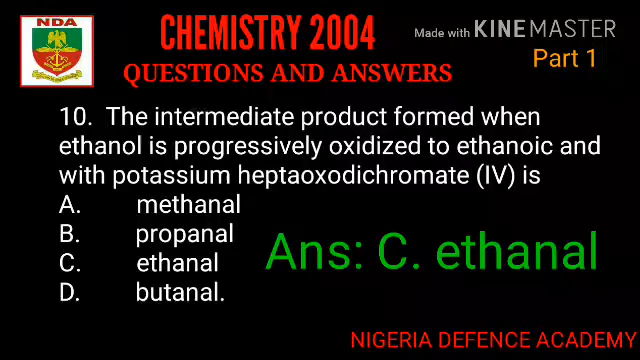 NDA
CHEMISTRY 2004
Made with KINEMASTER
QUESTIONS AND ANSWERS
Part 1
10. The intermediate product formed when
ethanol is progressively oxidized to ethanoic and
with potassium heptaoxodichromate (IV) is
A. methanal
B. propanal
C. ethanal
D. butanal.
Ans: C. ethanal
NIGERIA DEFENCE ACADEMY